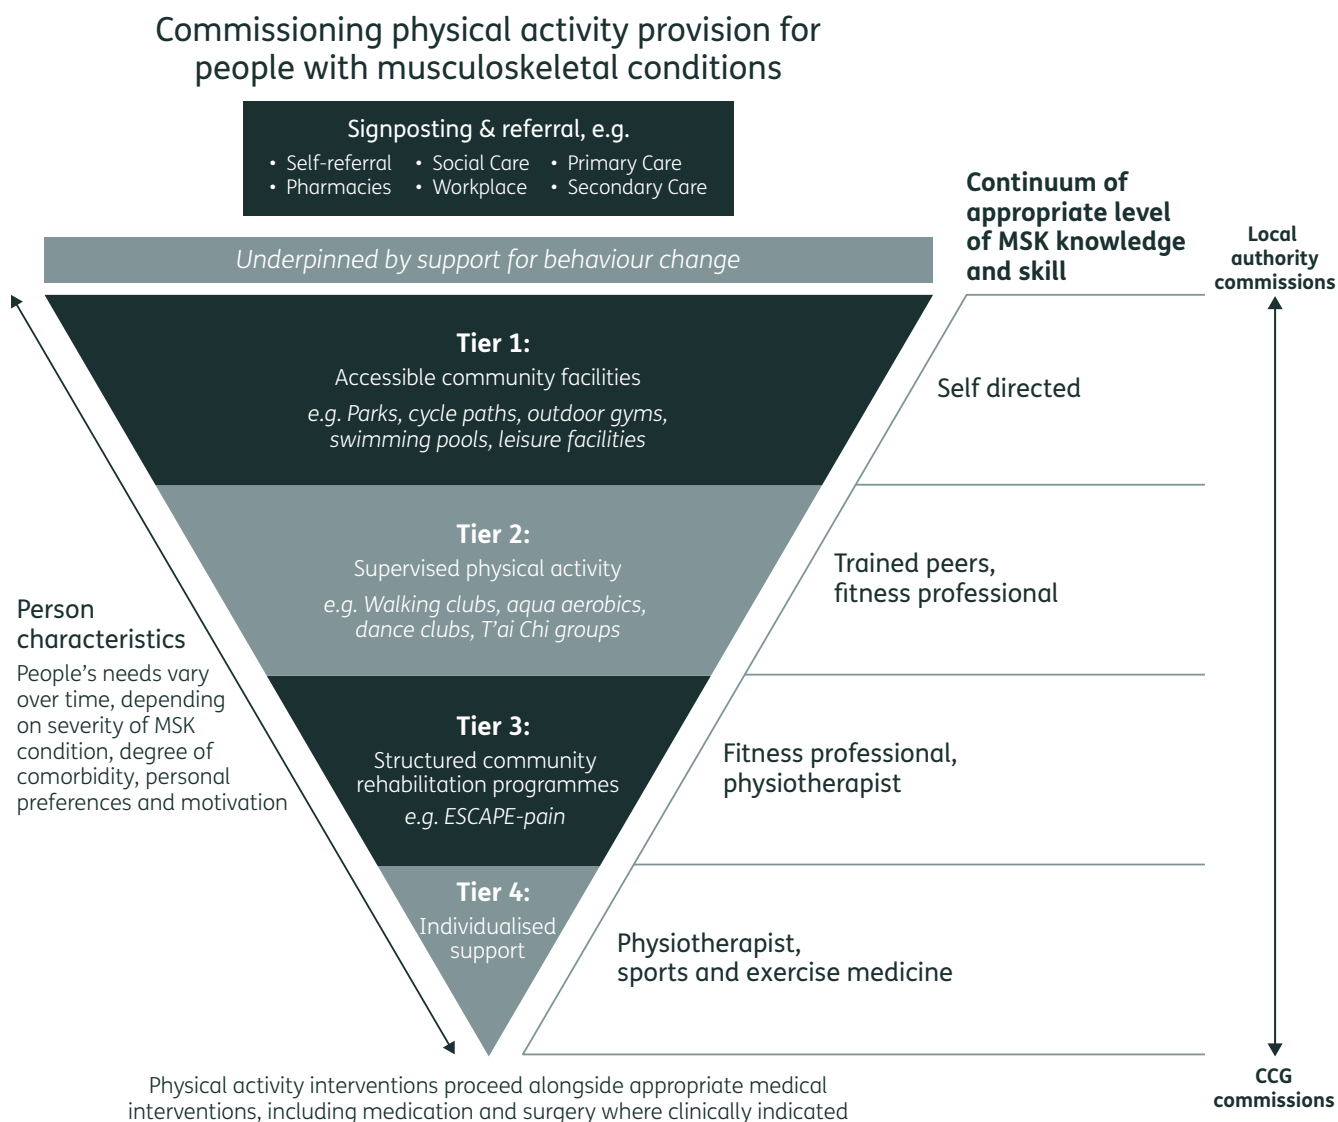 Commissioning physical activity provision for
people with musculoskeletal conditions
Signposting & referral, e.g.
• Self-referral • Social Care • Primary Care
• Pharmacies • Workplace • Secondary Care
Underpinned by support for behaviour change
Continuum of
appropriate level
of MSK knowledge
and skill
Local
authority
commissions
Tier 1:
Accessible community facilities
e.g. Parks, cycle paths, outdoor gyms,
swimming pools, leisure facilities
Self directed
Tier 2:
Supervised physical activity
e.g. Walking clubs, aqua aerobics,
dance clubs, T’ai Chi groups
Trained peers,
fitness professional
Person
characteristics
People’s needs vary
over time, depending
on severity of MSK
condition, degree of
comorbidity, personal
preferences and motivation
Tier 3:
Structured community
rehabilitation programmes
e.g. ESCAPE-pain
Fitness professional,
physiotherapist
Tier 4:
Individualised
support
Physiotherapist,
sports and exercise medicine
Physical activity interventions proceed alongside appropriate medical
interventions, including medication and surgery where clinically indicated
CCG
commissions